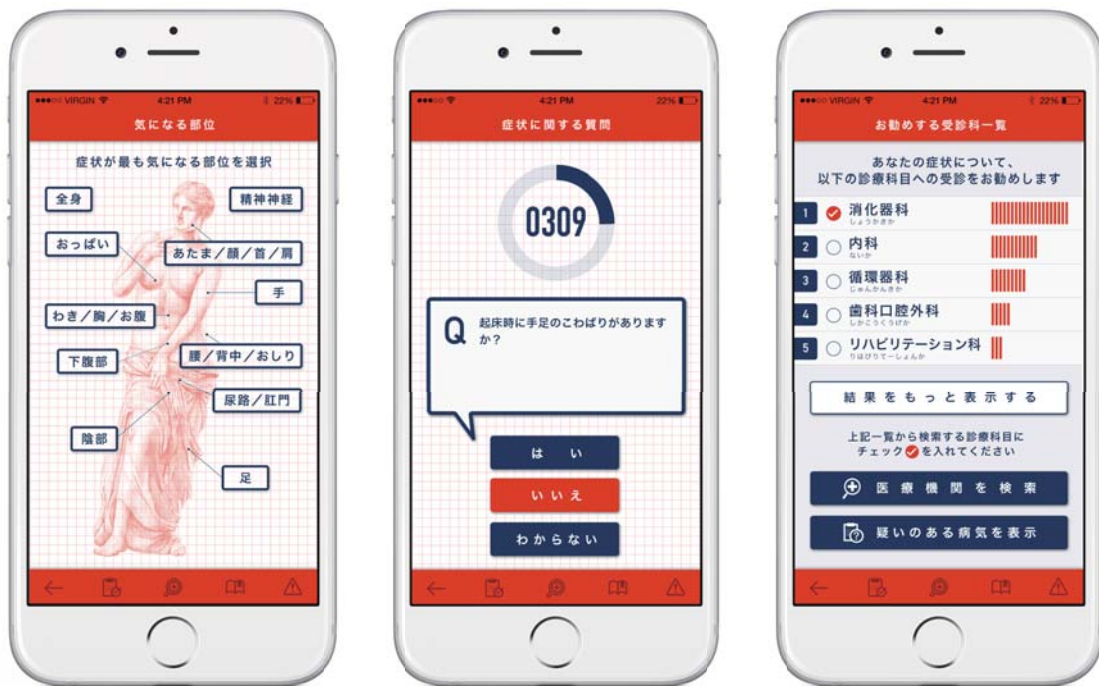 VIRGIN 4:21 PM 22%
気になる部位
症状が最も気になる部位を選択
全身
精神神経
おっぱい
あたま/顔/首/肩
手
わき/胸/お腹
下腹部
腰/背中/おしり
尿路/肛門
陰部
足
4:21 PM 22%
症状に関する質問
0309
Q 起床時に手足のこわばりがあります
か?
はい
いいえ
わからない
VIRGIN 4:21 PM 22%
お勧めする受診科一覧
あなたの症状について、
以下の診療科目への受診をお勧めします
1 消化器科
しょうかきか
2 内科
ないか
3 循環器科
じゅんかんきか
4 歯科口腔外科
しかこうくうげか
5 リハビリテーション科
りはびりてーしょんか
結果をもっと表示する
上記一覧から検索する診療科目に
チェック を入れてください
医療機関を検索
疑いのある病気を表示